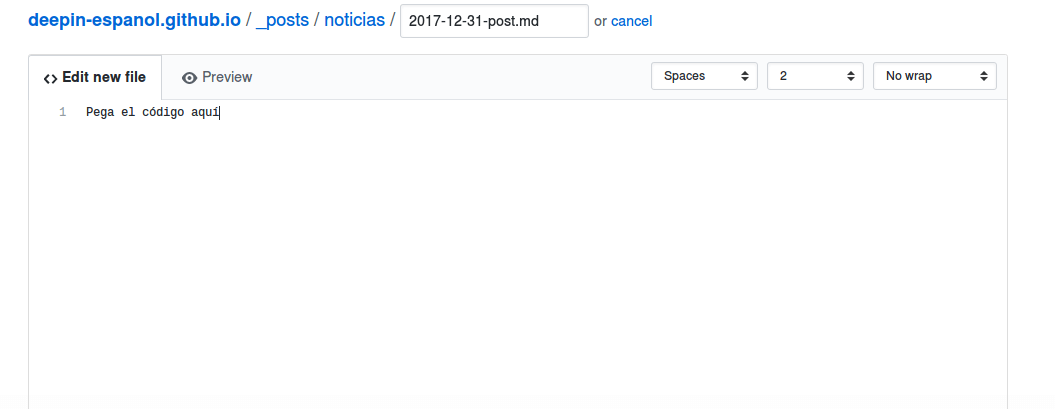 deepin-espanol.github.io / _posts / noticias / 2017-12-31-post.md or cancel
<> Edit new file Preview Spaces 2 No wrap
1 Pega el código aquí